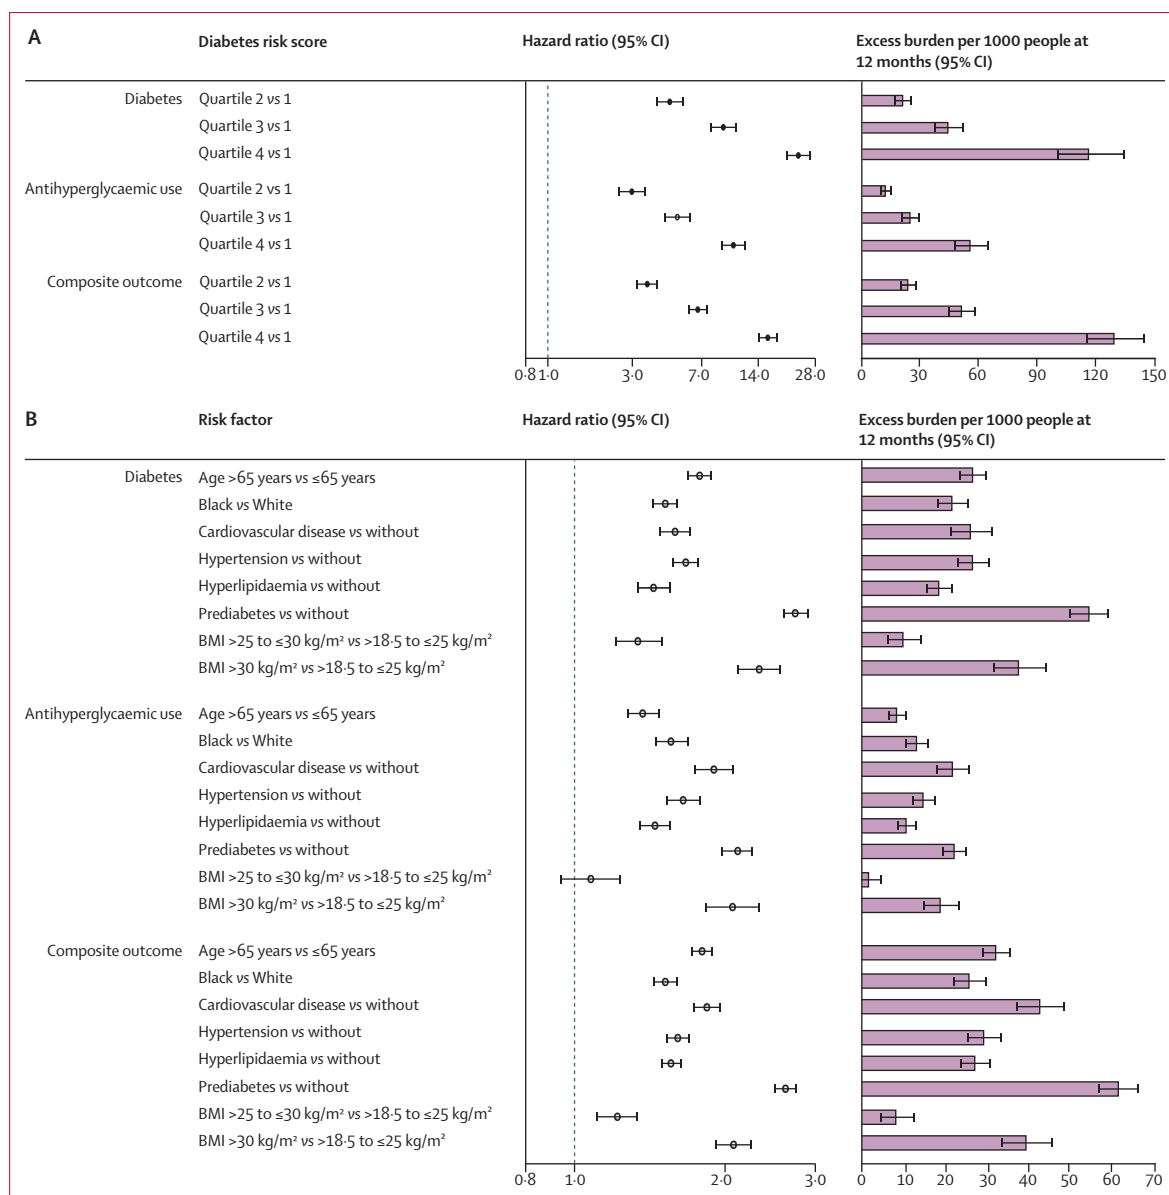 A Diabetes risk score Hazard ratio (95% CI) Excess burden per 1000 people at
12 months (95% CI)
Diabetes Quartile 2 vs 1
Quartile 3 vs 1
Quartile 4 vs 1
Antihyperglycaemic use Quartile 2 vs 1
Quartile 3 vs 1
Quartile 4 vs 1
Composite outcome Quartile 2 vs 1
Quartile 3 vs 1
Quartile 4 vs 1
0·8 1·0 3·0 7·0 14·0 28·0 0 30 60 90 120 150
B Risk factor Hazard ratio (95% CI) Excess burden per 1000 people at
12 months (95% CI)
Diabetes Age >65 years vs ≤65 years
Black vs White
Cardiovascular disease vs without
Hypertension vs without
Hyperlipidaemia vs without
Prediabetes vs without
BMI >25 to ≤30 kg/m² vs >18·5 to ≤25 kg/m²
BMI >30 kg/m² vs >18·5 to ≤25 kg/m²
Antihyperglycaemic use Age >65 years vs ≤65 years
Black vs White
Cardiovascular disease vs without
Hypertension vs without
Hyperlipidaemia vs without
Prediabetes vs without
BMI >25 to ≤30 kg/m² vs >18·5 to ≤25 kg/m²
BMI >30 kg/m² vs >18·5 to ≤25 kg/m²
Composite outcome Age >65 years vs ≤65 years
Black vs White
Cardiovascular disease vs without
Hypertension vs without
Hyperlipidaemia vs without
Prediabetes vs without
BMI >25 to ≤30 kg/m² vs >18·5 to ≤25 kg/m²
BMI >30 kg/m² vs >18·5 to ≤25 kg/m²
0·8 1·0 2·0 3·0 0 10 20 30 40 50 60 70